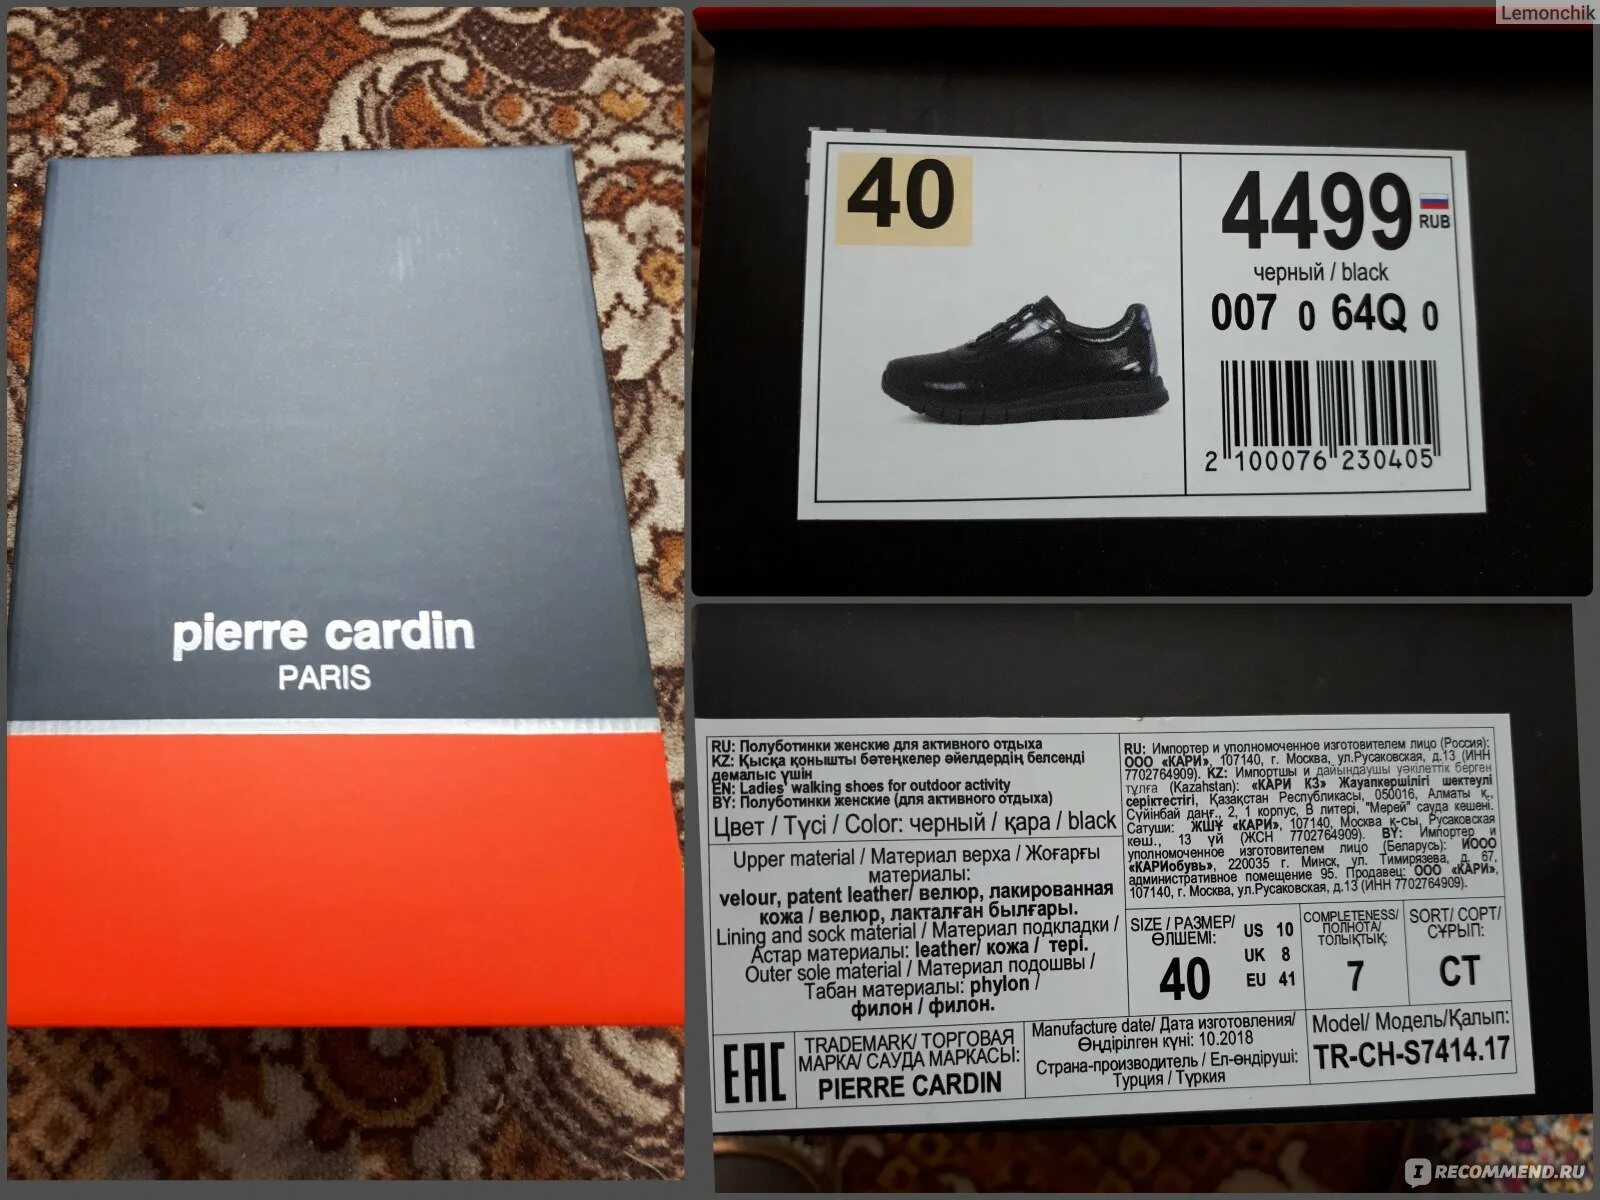 pierre cardin
PARIS
Lemonchik
40
4499
RUB
черный / black
007 0 64Q 0
2 100076 230405
RU: Полуботинки женские для активного отдыха
KZ: Қысқа қонышты бәтеңкелер әйелдердің белсенді
демалыс үшін
EN: Ladies' walking shoes for outdoor activity
BY: Полуботинки женские (для активного отдыха)
Цвет / Түсі / Color: черный / қара / black
Upper material / Материал верха / Жоғарғы
материалы:
velour, patent leather/ велюр, лакированная
кожа / велюр, лакталған былғары.
Lining and sock material / Материал подкладки /
Астар материалы: leather/ кожа / тері.
Outer sole material / Материал подошвы /
Табан материалы: phylon /
филон / филон.
EAC
TRADEMARK/ ТОРГОВАЯ
МАРКА/ САУДА МАРКАСЫ:
PIERRE CARDIN
RU: Импортер и уполномоченное изготовителем лицо (Россия):
ООО «КАРИ», 107140, г. Москва, ул.Русаковская, д.13 (ИНН
7702764909). KZ: Импортшы и дайындаушы уәкілеттік берген
тұлға (Kazahstan): «КАРИ КЗ» Жауапкершілігі шектеулі
серіктестігі, Қазақстан Республикасы, 050016, Алматы қ.,
Сүйінбай даңғ., 2, 1 корпус, В литері, "Мерей" сауда кешені.
Сатушы: ЖШҰ «КАРИ», 107140, Москва қ-сы, Русаковская
көш., 13 үй (ЖСН 7702764909). BY: Импортер и
уполномоченное изготовителем лицо (Беларусь): ИООО
«КАРИобувь», 220035 г. Минск, ул. Тимирязева, д. 67,
административное помещение 95. Продавец: ООО «КАРИ»,
107140, г. Москва, ул.Русаковская, д.13 (ИНН 7702764909).
SIZE / РАЗМЕР/
ӨЛШЕМІ:
40
US 10
UK 8
EU 41
COMPLETENESS/
ПОЛНОТА/
ТОЛЫҚТЫҚ:
7
SORT/ СОРТ/
СҰРЫП:
СТ
Manufacture date/ Дата изготовления/
Өңдірілген күні: 10.2018
Страна-производитель / Ел-өндіруші:
Турция / Түркия
Model/ Модель/Қалып:
TR-CH-S7414.17
IRECOMMEND.RU